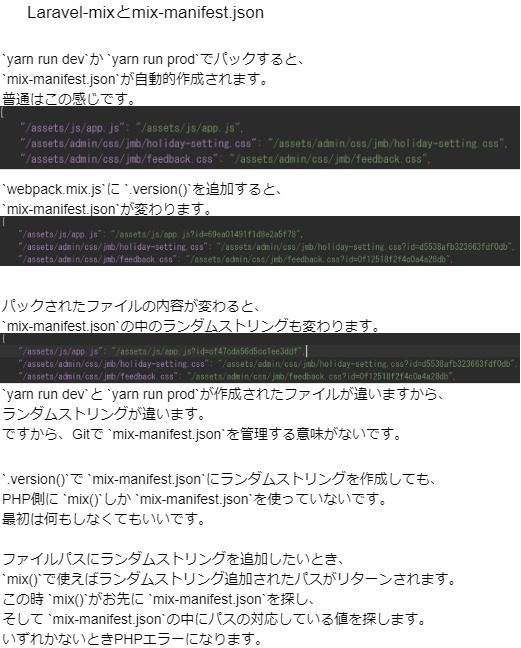 Laravel-mixとmix-manifest.json
`yarn run dev`か `yarn run prod`でパックすると、
`mix-manifest.json`が自動的作成されます。
普通はこの感じです。
{
"/assets/js/app.js": "/assets/js/app.js",
"/assets/admin/css/jmb/holiday-setting.css": "/assets/admin/css/jmb/holiday-setting.css",
"/assets/admin/css/jmb/feedback.css": "/assets/admin/css/jmb/feedback.css",
`webpack.mix.js`に `.version()`を追加すると、
`mix-manifest.json`が変わります。
{
"/assets/js/app.js": "/assets/js/app.js?id=69ea01491f1d8e2a5f78",
"/assets/admin/css/jmb/holiday-setting.css": "/assets/admin/css/jmb/holiday-setting.css?id=d5538afb323663fdf0db",
"/assets/admin/css/jmb/feedback.css": "/assets/admin/css/jmb/feedback.css?id=0f12518f2f4c0a4a28db",
パックされたファイルの内容が変わると、
`mix-manifest.json`の中のランダムストリングも変わります。
{
"/assets/js/app.js": "/assets/js/app.js?id=cf47cda56d5cc1ee3ddf",
"/assets/admin/css/jmb/holiday-setting.css": "/assets/admin/css/jmb/holiday-setting.css?id=d5538afb323663fdf0db",
"/assets/admin/css/jmb/feedback.css": "/assets/admin/css/jmb/feedback.css?id=0f12518f2f4c0a4a28db",
`yarn run dev`と `yarn run prod`が作成されたファイルが違いますから、
ランダムストリングが違います。
ですから、Gitで `mix-manifest.json`を管理する意味がないです。
`.version()`で `mix-manifest.json`にランダムストリングを作成しても、
PHP側に `mix()`しか `mix-manifest.json`を使っていないです。
最初は何もしなくてもいいです。
ファイルパスにランダムストリングを追加したいとき、
`mix()`で使えばランダムストリング追加されたパスがリターンされます。
この時 `mix()`がお先に `mix-manifest.json`を探し、
そして `mix-manifest.json`の中にパスの対応している値を探します。
いずれかないときPHPエラーになります。